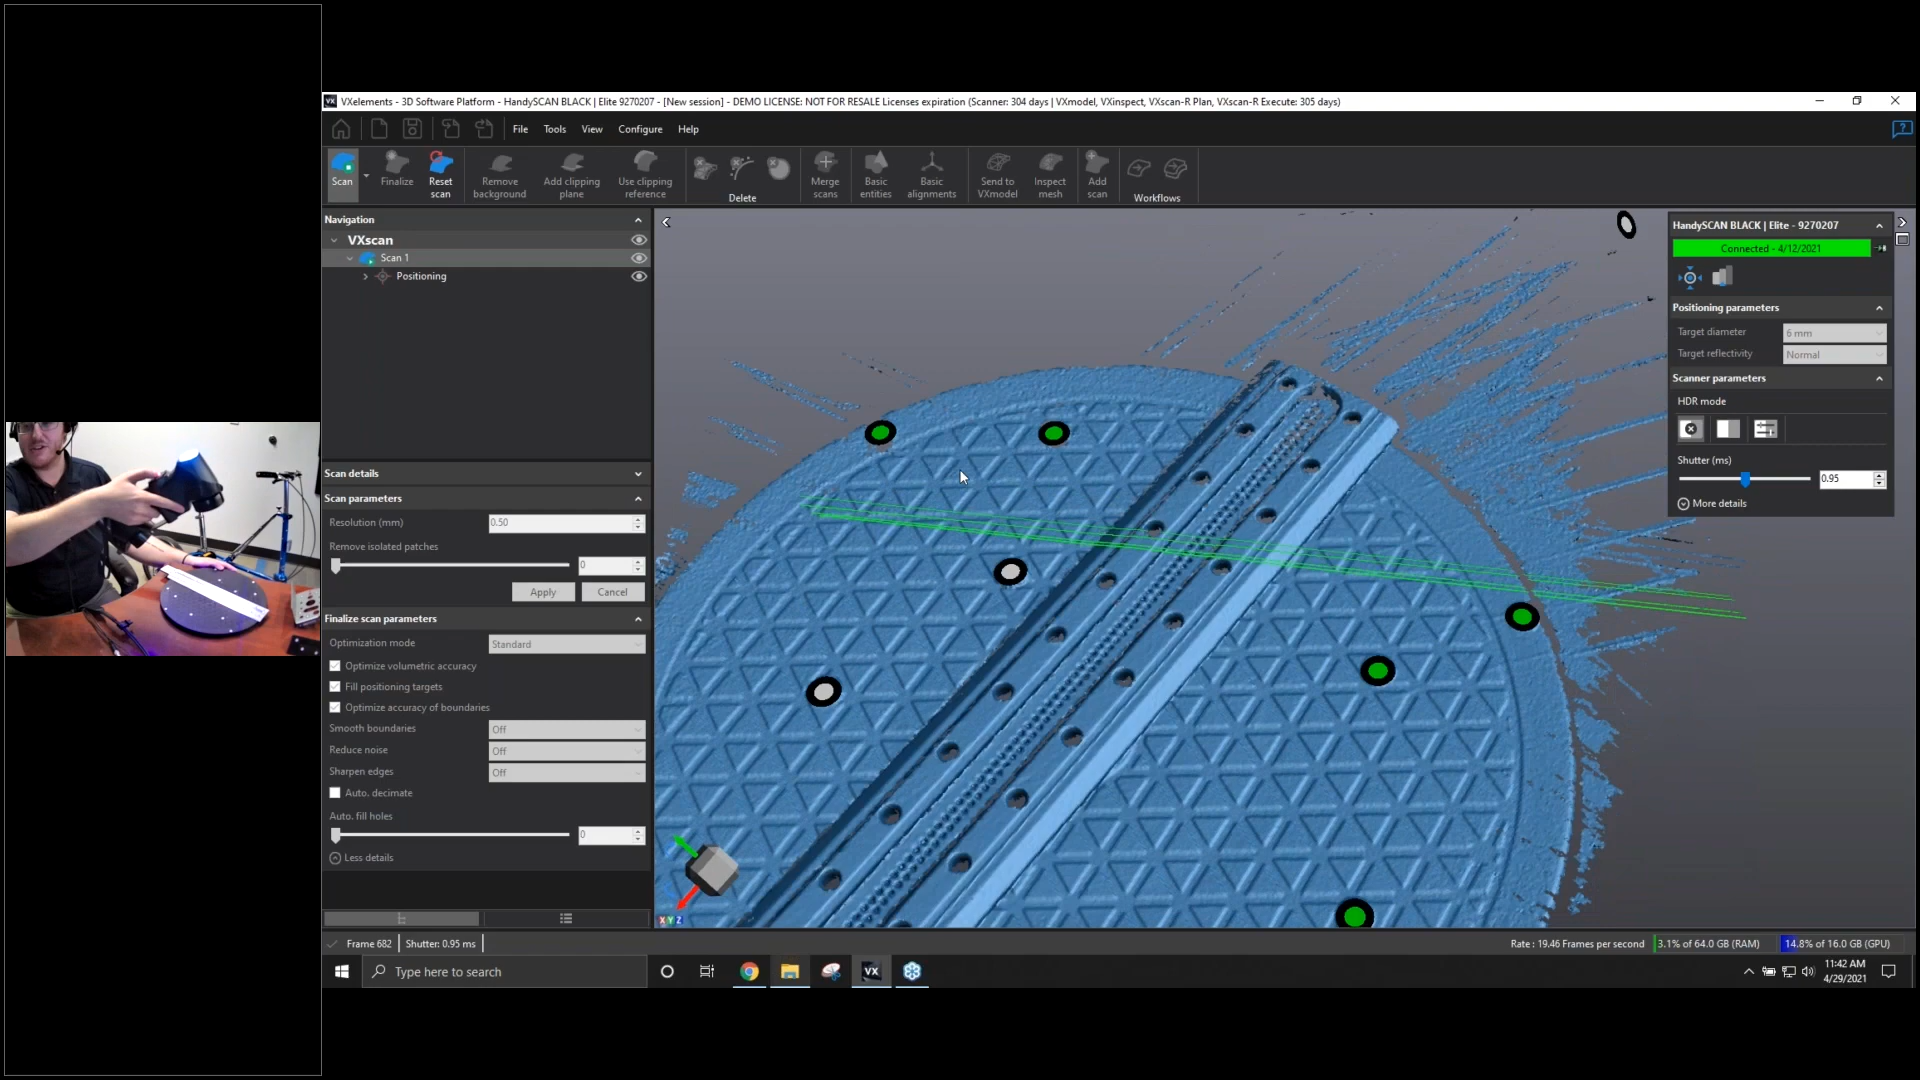 VXelements - 3D Software Platform - HandySCAN BLACK | Elite 9270207 - [New session] - DEMO LICENSE: NOT FOR RESALE Licenses expiration (Scanner: 304 days | VXmodel, VXinspect, VXscan-R Plan, VXscan-R Execute: 305 days)
File Tools View Configure Help
Scan Finalize Reset scan Remove background Add clipping plane Use clipping reference Delete Merge scans Basic entities Basic alignments Send to VXmodel Inspect mesh Add scan Workflows
Navigation
VXscan
Scan 1
Positioning
Scan details
Scan parameters
Resolution (mm) 0.50
Remove isolated patches
0
Apply Cancel
Finalize scan parameters
Optimization mode Standard
Optimize volumetric accuracy
Fill positioning targets
Optimize accuracy of boundaries
Smooth boundaries Off
Reduce noise Off
Sharpen edges Off
Auto. decimate
Auto. fill holes
0
Less details
XYZ
HandySCAN BLACK | Elite - 9270207
Connected - 4/12/2021
Positioning parameters
Target diameter 6 mm
Target reflectivity Normal
Scanner parameters
HDR mode
Shutter (ms)
0.95
More details
Frame 682 Shutter: 0.95 ms Rate : 19.46 Frames per second 3.1% of 64.0 GB (RAM) 14.8% of 16.0 GB (GPU)
Type here to search VX
11:42 AM
4/29/2021